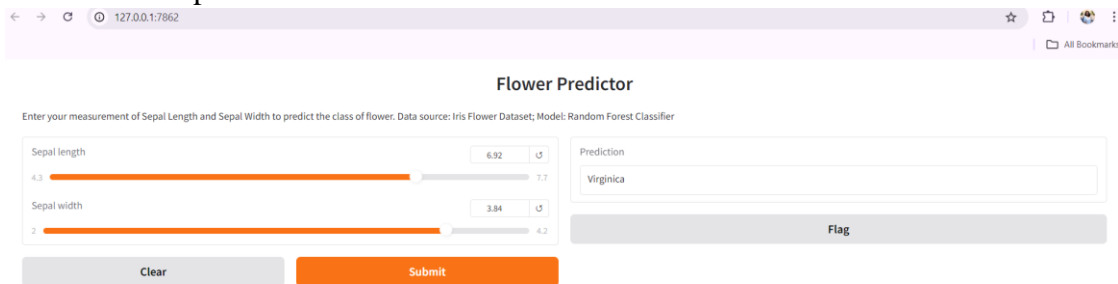 127.0.0.1:7862
All Bookmarks
Flower Predictor
Enter your measurement of Sepal Length and Sepal Width to predict the class of flower. Data source: Iris Flower Dataset; Model: Random Forest Classifier
Sepal length
6.92
4.3
7.7
Sepal width
3.84
2
4.2
Clear
Submit
Prediction
Virginica
Flag